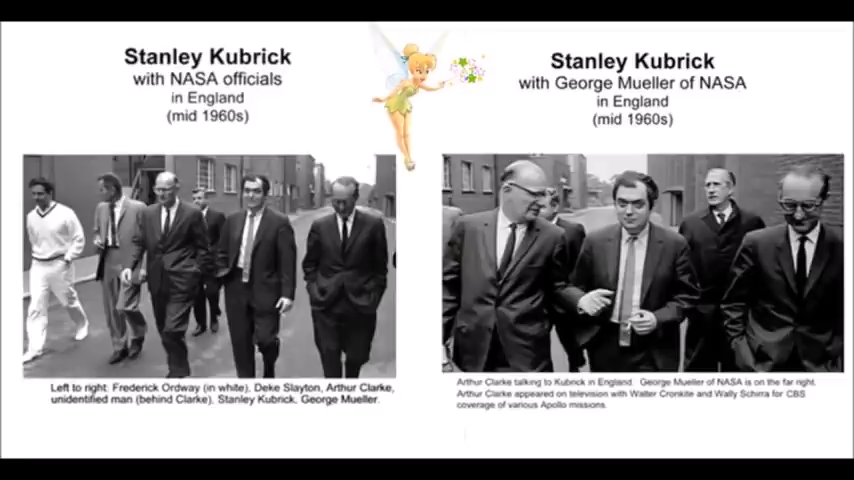 Stanley Kubrick
with NASA officials
in England
(mid 1960s)
Left to right: Frederick Ordway (in white), Deke Slayton, Arthur Clarke,
unidentified man (behind Clarke), Stanley Kubrick, George Mueller.
Stanley Kubrick
with George Mueller of NASA
in England
(mid 1960s)
Arthur Clarke talking to Kubrick in England. George Mueller of NASA is on the far right.
Arthur Clarke appeared on television with Walter Cronkite and Wally Schirra for CBS
coverage of various Apollo missions.